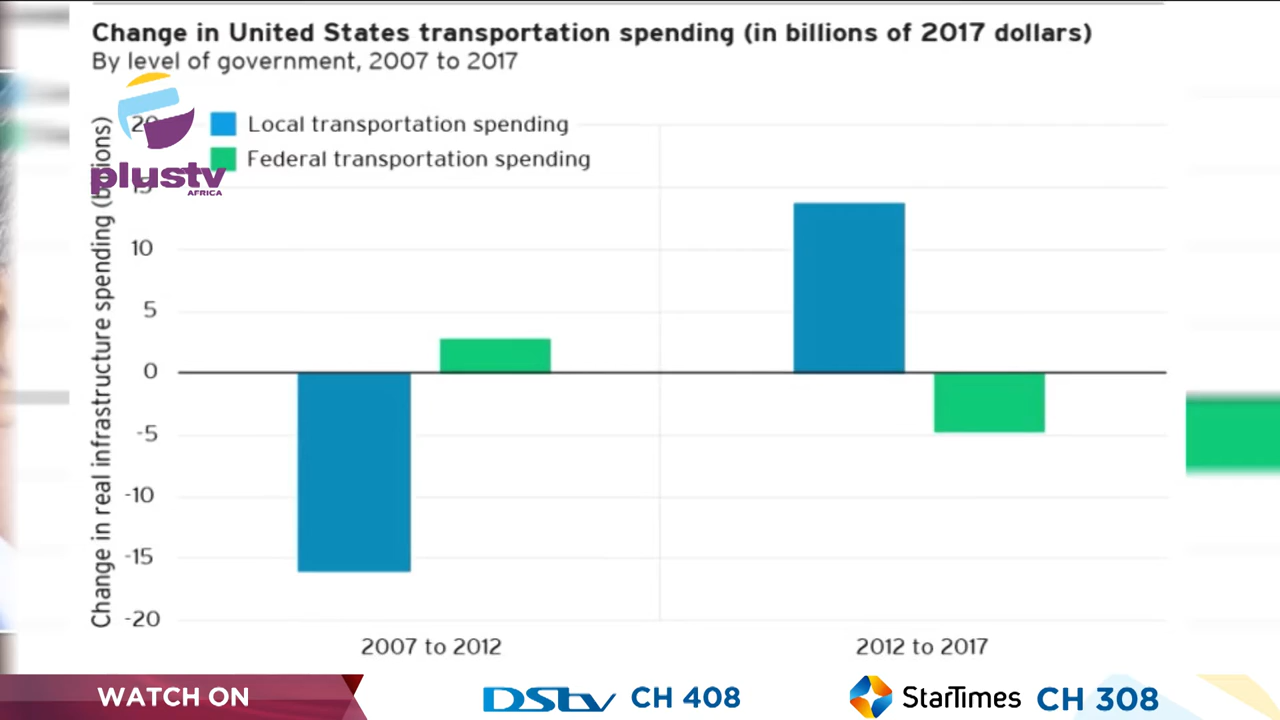 Change in United States transportation spending (in billions of 2017 dollars)
By level of government, 2007 to 2017
Local transportation spending
Federal transportation spending
plustv
AFRICA
Change in real infrastructure spending (billions)
20
15
10
5
0
-5
-10
-15
-20
2007 to 2012
2012 to 2017
WATCH ON
DStv CH 408
StarTimes CH 308